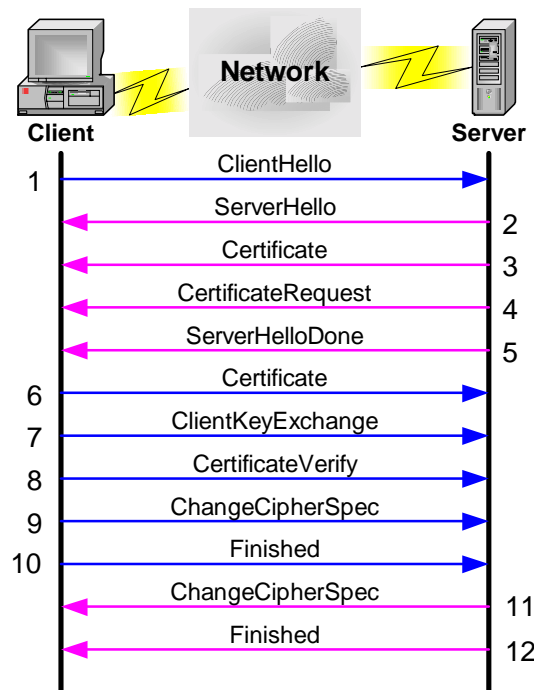 Network
Client
Server
1
ClientHello
ServerHello
2
Certificate
3
CertificateRequest
4
ServerHelloDone
5
Certificate
6
ClientKeyExchange
7
CertificateVerify
8
ChangeCipherSpec
9
Finished
10
ChangeCipherSpec
11
Finished
12